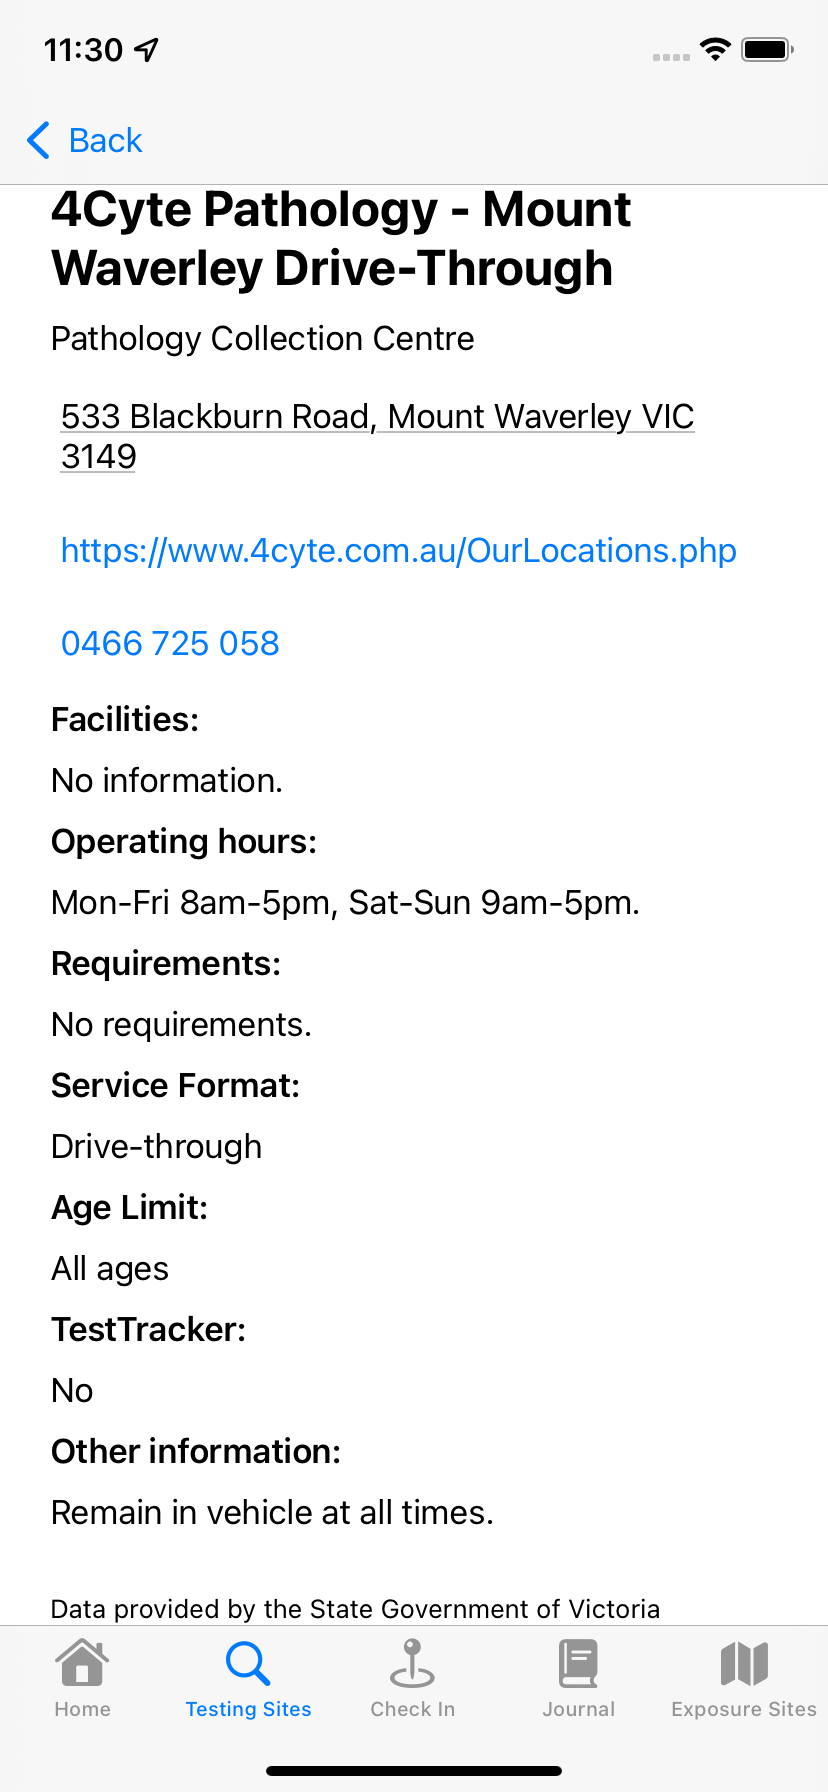 11:30
Back
4Cyte Pathology - Mount
Waverley Drive-Through
Pathology Collection Centre
533 Blackburn Road, Mount Waverley VIC
3149
https://www.4cyte.com.au/OurLocations.php
0466 725 058
Facilities:
No information.
Operating hours:
Mon-Fri 8am-5pm, Sat-Sun 9am-5pm.
Requirements:
No requirements.
Service Format:
Drive-through
Age Limit:
All ages
TestTracker:
No
Other information:
Remain in vehicle at all times.
Data provided by the State Government of Victoria
Home
Testing Sites
Check In
Journal
Exposure Sites